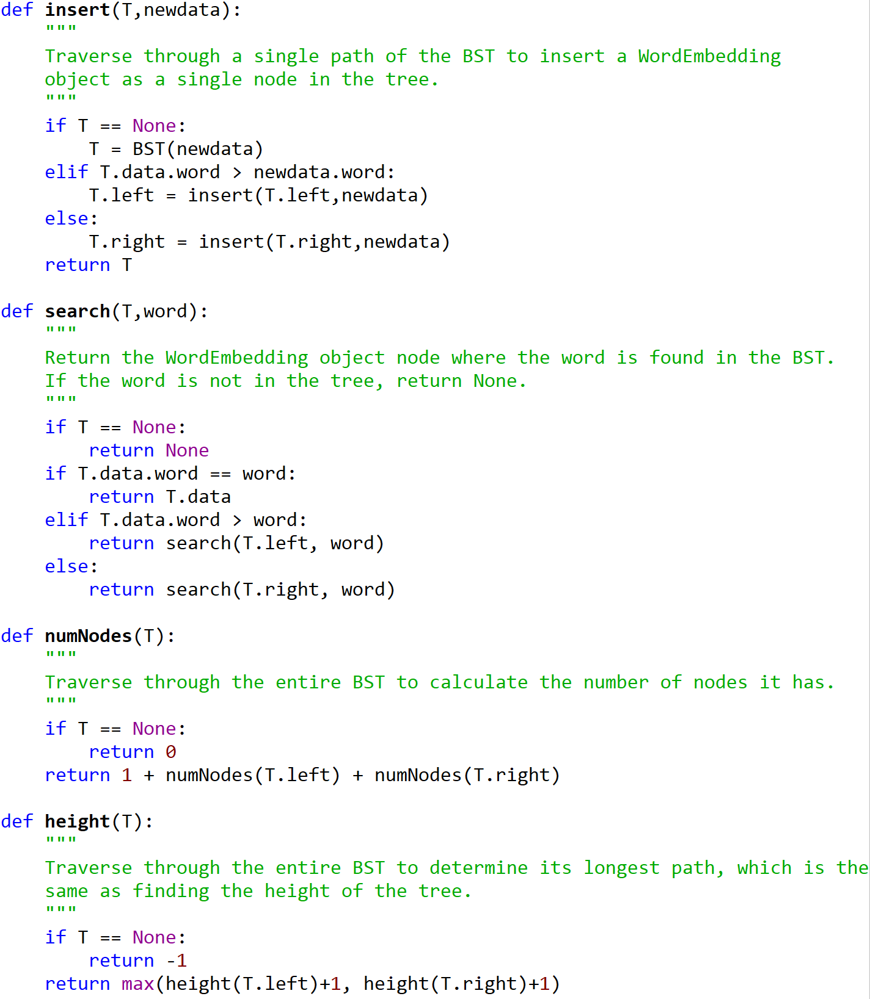 def insert(T,newdata):
    """
    Traverse through a single path of the BST to insert a WordEmbedding
    object as a single node in the tree.
    """
    if T == None:
        T = BST(newdata)
    elif T.data.word > newdata.word:
        T.left = insert(T.left,newdata)
    else:
        T.right = insert(T.right,newdata)
    return T

def search(T,word):
    """
    Return the WordEmbedding object node where the word is found in the BST.
    If the word is not in the tree, return None.
    """
    if T == None:
        return None
    if T.data.word == word:
        return T.data
    elif T.data.word > word:
        return search(T.left, word)
    else:
        return search(T.right, word)

def numNodes(T):
    """
    Traverse through the entire BST to calculate the number of nodes it has.
    """
    if T == None:
        return 0
    return 1 + numNodes(T.left) + numNodes(T.right)

def height(T):
    """
    Traverse through the entire BST to determine its longest path, which is the
    same as finding the height of the tree.
    """
    if T == None:
        return -1
    return max(height(T.left)+1, height(T.right)+1)